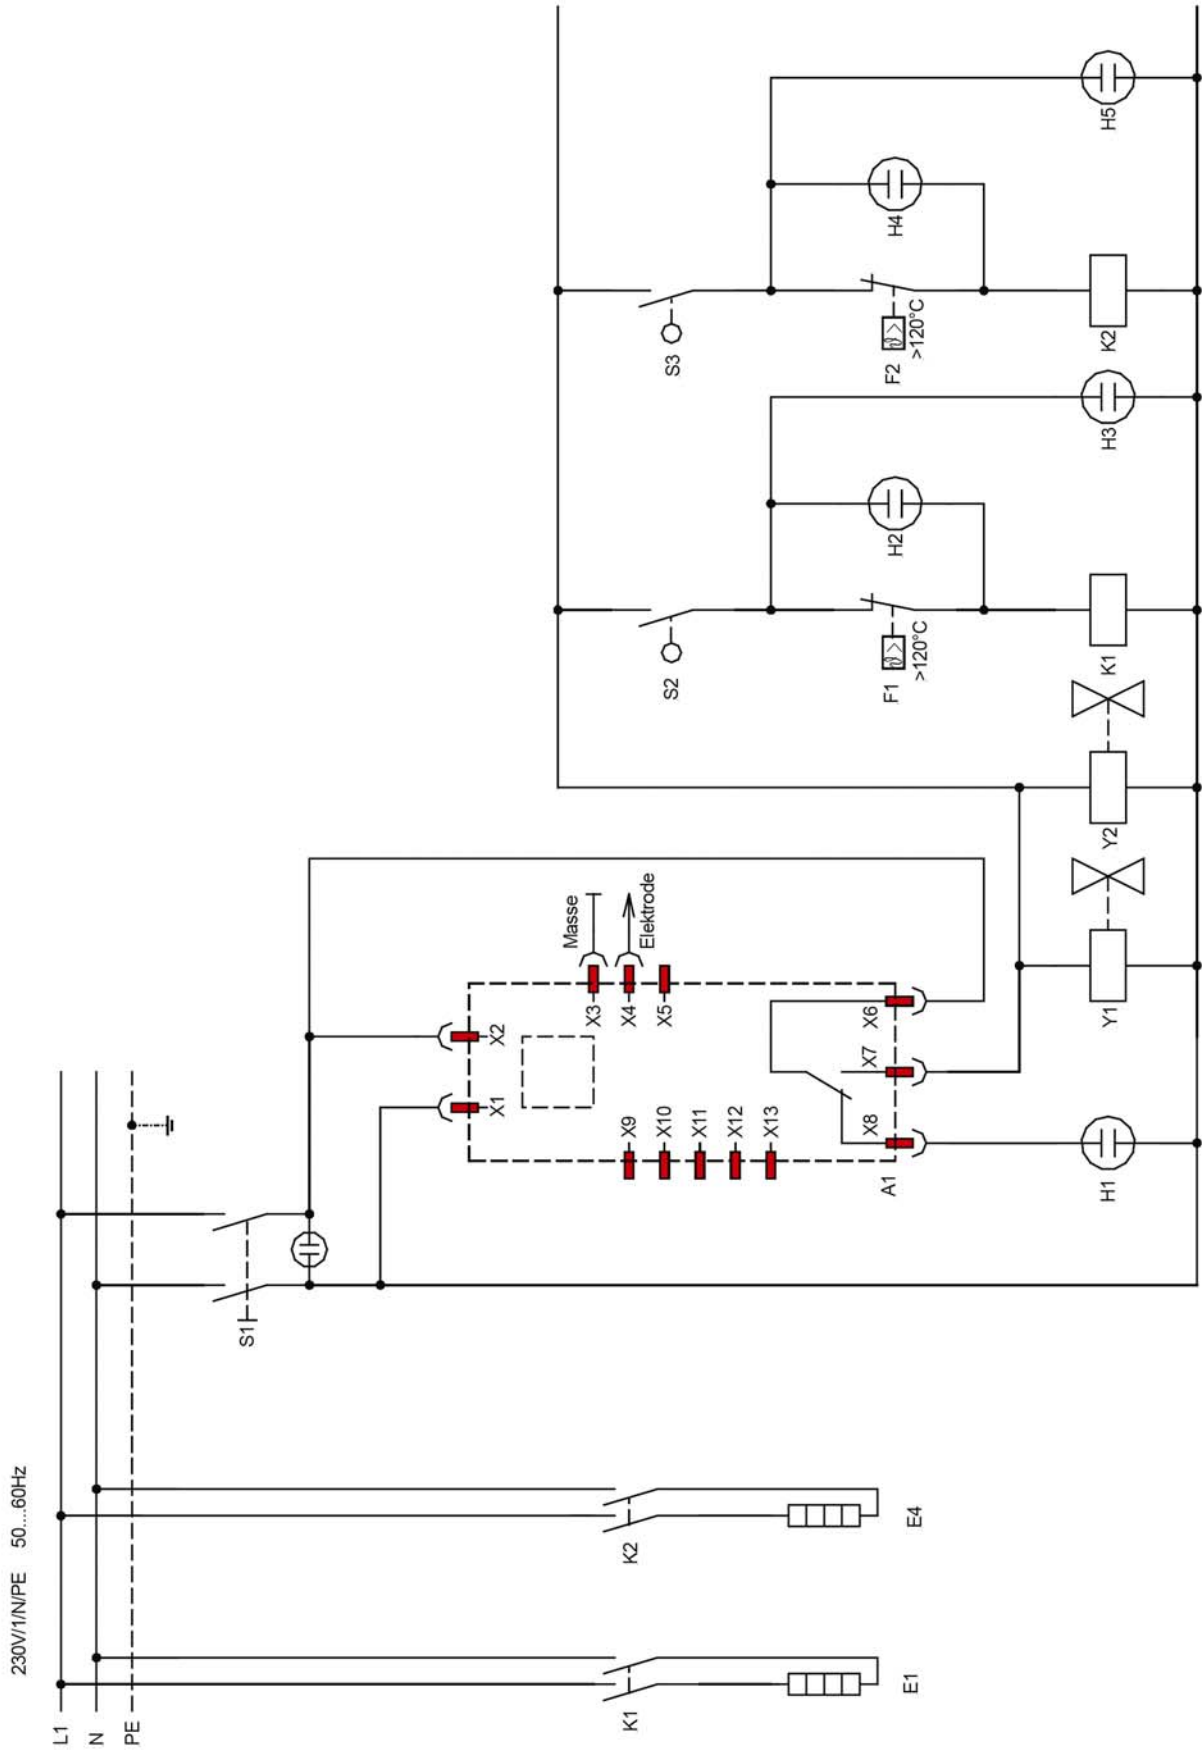 230V/1/N/PE 50....60Hz
L1
N
PE
S1
X1
X2
Masse
Elektrode
X3
X4
X5
X9
X10
X11
X12
X13
X6
X7
X8
A1
K1
K2
E1
E4
S2
S3
F1
>120°C
F2
>120°C
H2
H4
H1
Y1
Y2
K1
H3
K2
H5